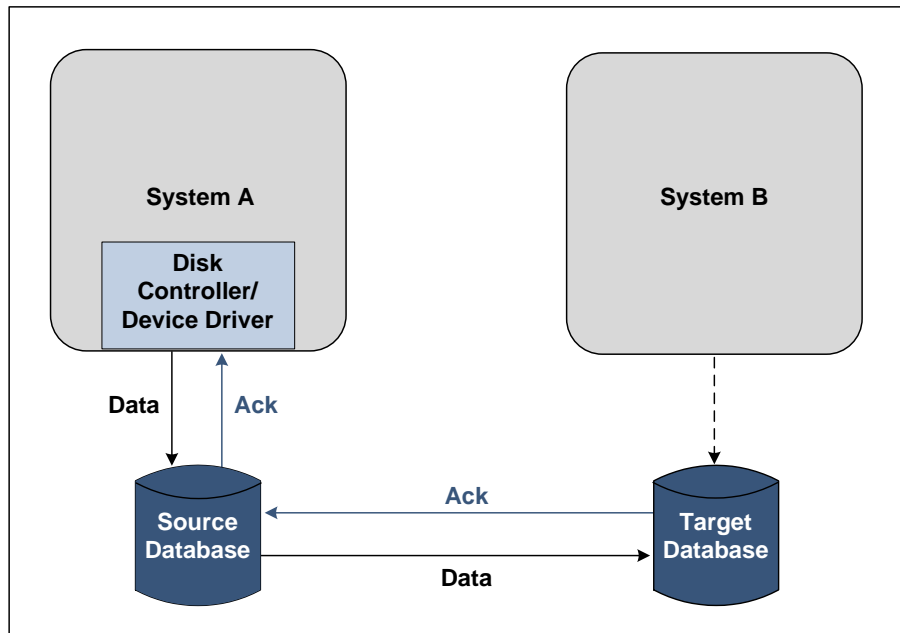 System A
System B
Disk
Controller/
Device Driver
Data
Ack
Ack
Source
Database
Target
Database
Data